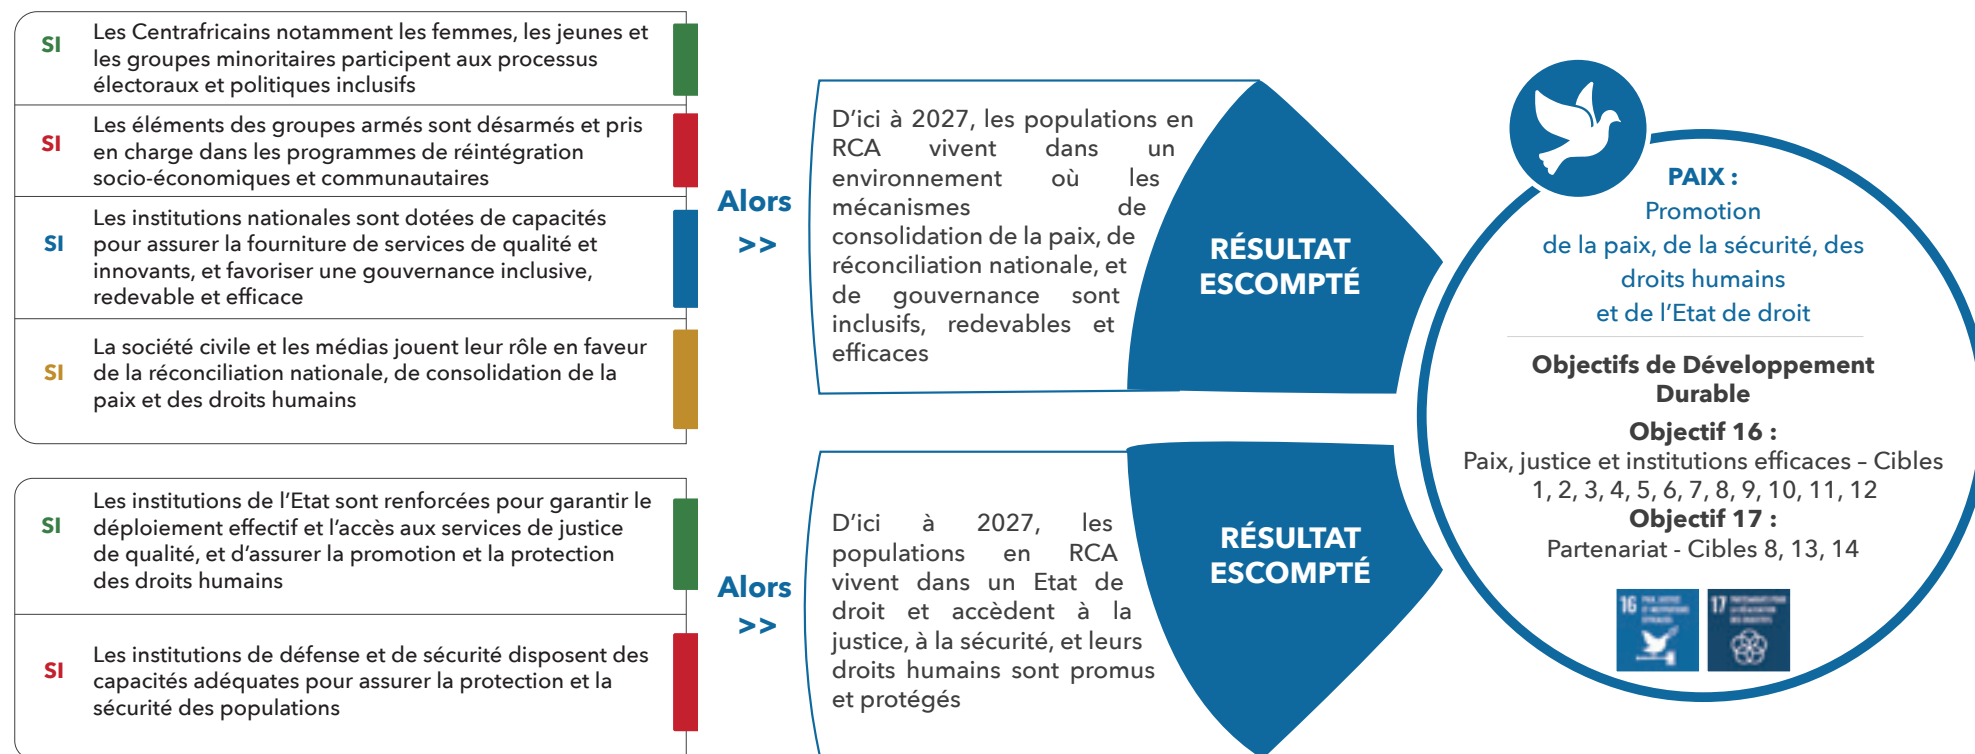 SI
Les Centrafricains notamment les femmes, les jeunes et
les groupes minoritaires participent aux processus
électoraux et politiques inclusifs
SI
Les éléments des groupes armés sont désarmés et pris
en charge dans les programmes de réintégration
socio-économiques et communautaires
SI
Les institutions nationales sont dotées de capacités
pour assurer la fourniture de services de qualité et
innovants, et favoriser une gouvernance inclusive,
redevable et efficace
SI
La société civile et les médias jouent leur rôle en faveur
de la réconciliation nationale, de consolidation de la
paix et des droits humains
Alors
>>
D'ici à 2027, les populations en
RCA vivent dans un
environnement où les
mécanismes de
consolidation de la paix, de
réconciliation nationale, et
de gouvernance sont
inclusifs, redevables et
efficaces
RÉSULTAT
ESCOMPTÉ
SI
Les institutions de l'Etat sont renforcées pour garantir le
déploiement effectif et l'accès aux services de justice
de qualité, et d'assurer la promotion et la protection
des droits humains
SI
Les institutions de défense et de sécurité disposent des
capacités adéquates pour assurer la protection et la
sécurité des populations
Alors
>>
D'ici à 2027, les
populations en RCA
vivent dans un Etat de
droit et accèdent à la
justice, à la sécurité, et leurs
droits humains sont promus
et protégés
RÉSULTAT
ESCOMPTÉ
PAIX :
Promotion
de la paix, de la sécurité, des
droits humains
et de l'Etat de droit
Objectifs de Développement
Durable
Objectif 16 :
Paix, justice et institutions efficaces – Cibles
1, 2, 3, 4, 5, 6, 7, 8, 9, 10, 11, 12
Objectif 17 :
Partenariat - Cibles 8, 13, 14
16 PAIX, JUSTICE
ET INSTITUTIONS
EFFICACES
17 PARTENARIATS POUR
LA RÉALISATION
DES OBJECTIFS